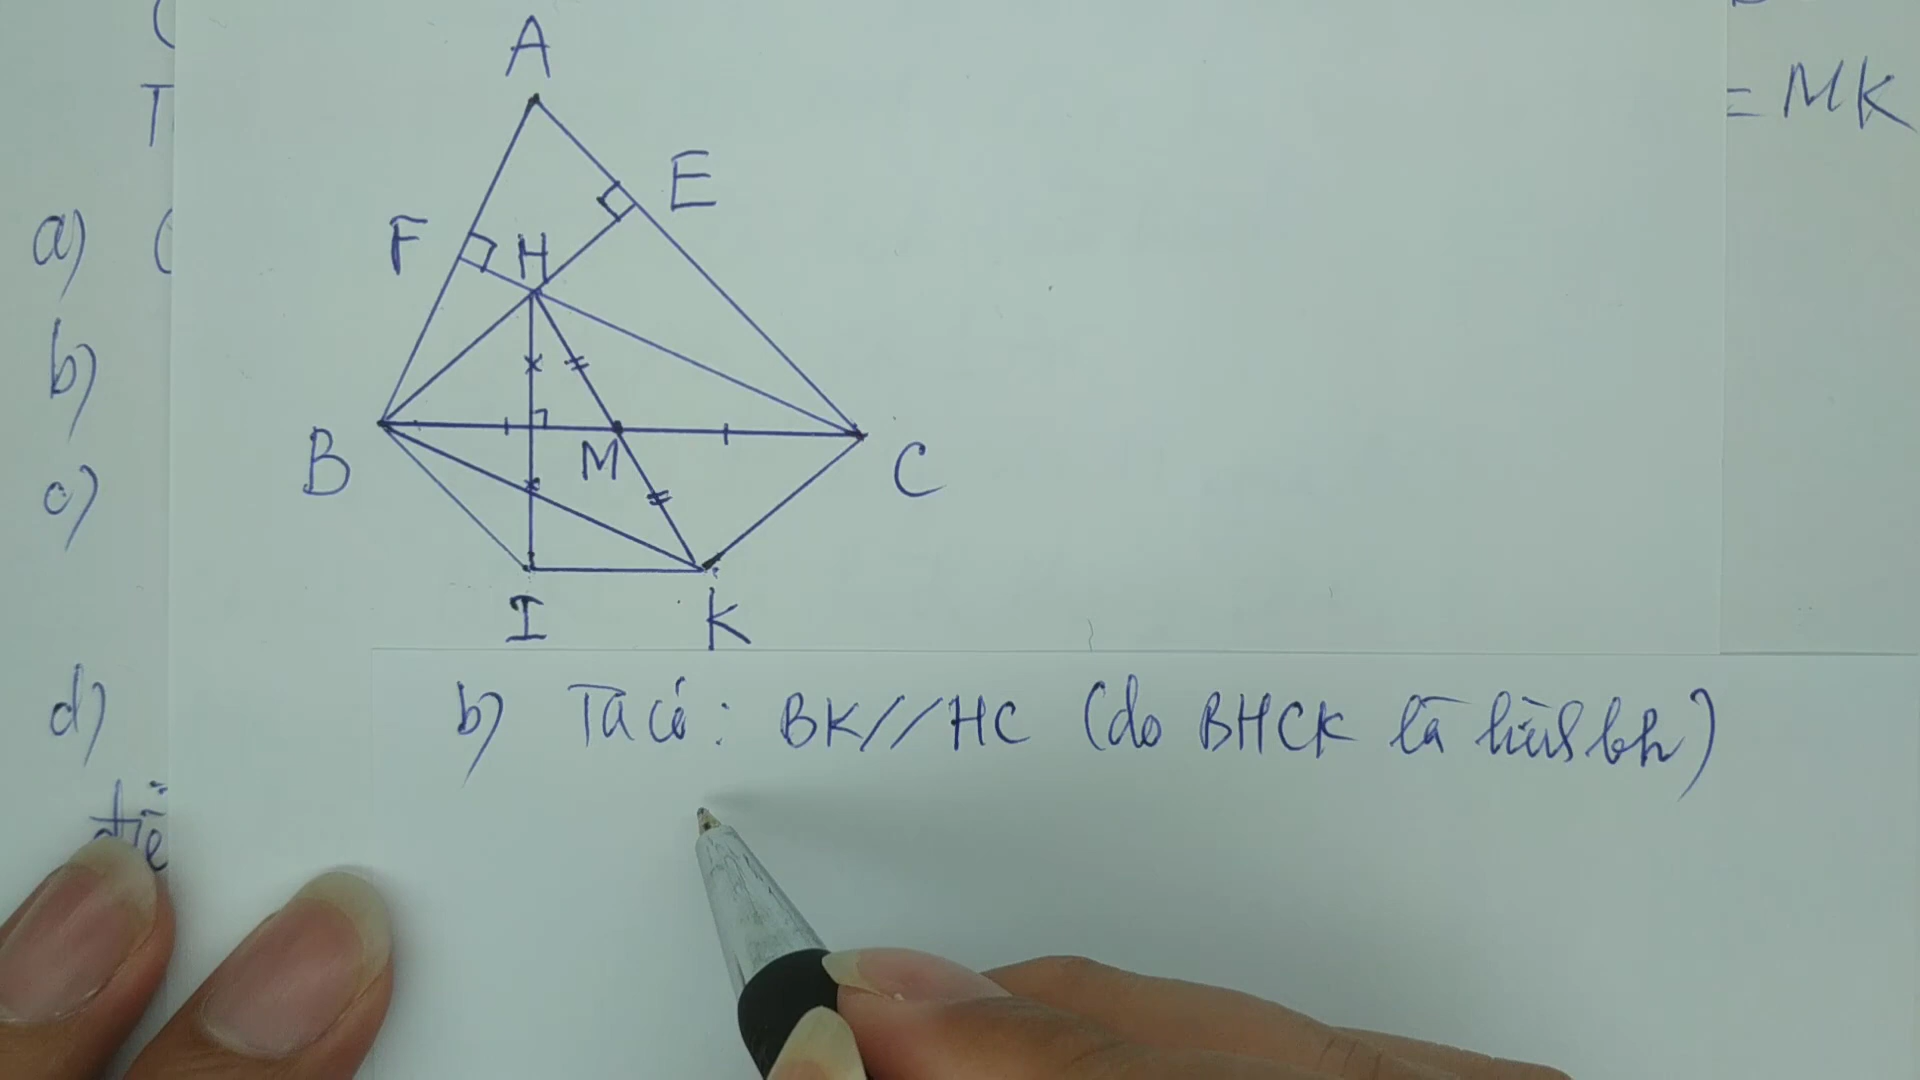 A
E
F
H
= MK
a)
b)
B
M
C
c)
I
K
d)
b) Ta có: BK // HC (do BHCK là hình bh)